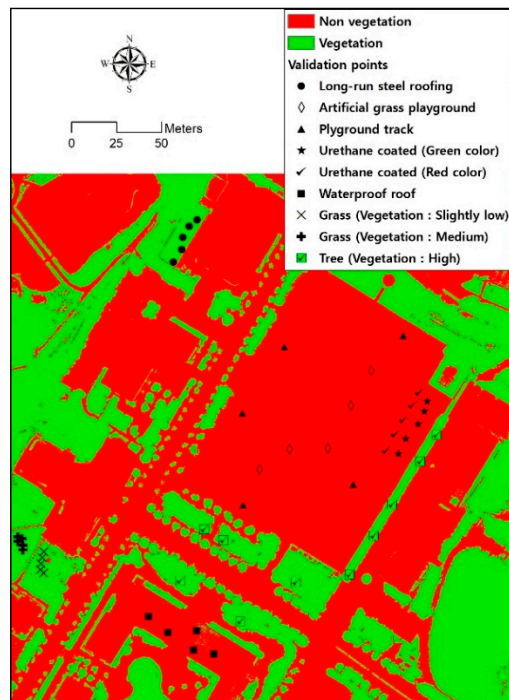 Non vegetation
Vegetation
Validation points
Long-run steel roofing
Artificial grass playground
Plyground track
Urethane coated (Green color)
Urethane coated (Red color)
Waterproof roof
Grass (Vegetation : Slightly low)
Grass (Vegetation : Medium)
Tree (Vegetation : High)
N
W E
S
Meters
0 25 50